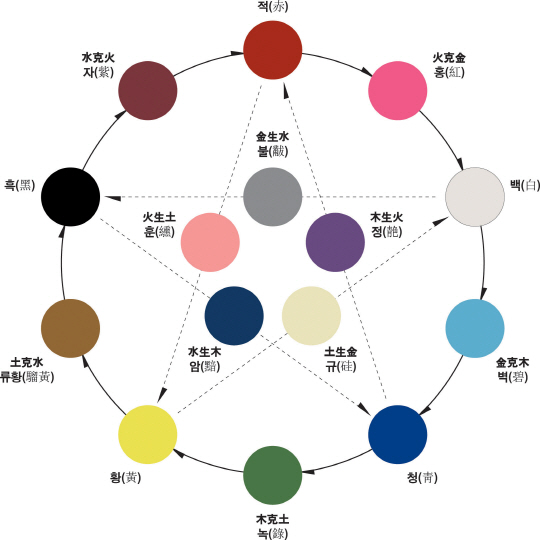 적(赤)
水克火
자(紫)
火克金
홍(紅)
金生水
불(黻)
흑(黑)
백(白)
火生土
훈(纁)
木生火
정(䞓)
水生木
암(黯)
土生金
규(硅)
土克水
류황(騮黃)
金克木
벽(碧)
황(黃)
청(靑)
木克土
녹(綠)